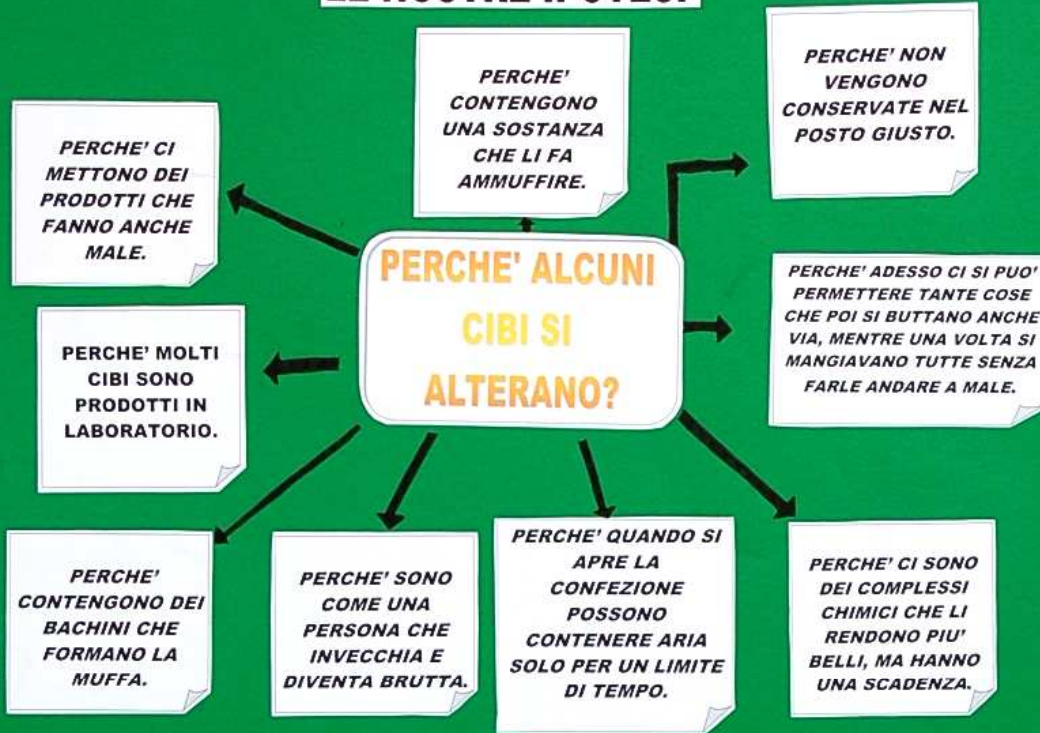 PERCHE' CI
METTONO DEI
PRODOTTI CHE
FANNO ANCHE
MALE.
PERCHE'
CONTENGONO
UNA SOSTANZA
CHE LI FA
AMMUFFIRE.
PERCHE' NON
VENGONO
CONSERVATE NEL
POSTO GIUSTO.
PERCHE' ALCUNI
CIBI SI
ALTERANO?
PERCHE' MOLTI
CIBI SONO
PRODOTTI IN
LABORATORIO.
PERCHE' ADESSO CI SI PUO'
PERMETTERE TANTE COSE
CHE POI SI BUTTANO ANCHE
VIA, MENTRE UNA VOLTA SI
MANGIAVANO TUTTE SENZA
FARLE ANDARE A MALE.
PERCHE'
CONTENGONO DEI
BACHINI CHE
FORMANO LA
MUFFA.
PERCHE' SONO
COME UNA
PERSONA CHE
INVECCHIA E
DIVENTA BRUTTA.
PERCHE' QUANDO SI
APRE LA
CONFEZIONE
POSSONO
CONTENERE ARIA
SOLO PER UN LIMITE
DI TEMPO.
PERCHE' CI SONO
DEI COMPLESSI
CHIMICI CHE LI
RENDONO PIU'
BELLI, MA HANNO
UNA SCADENZA.